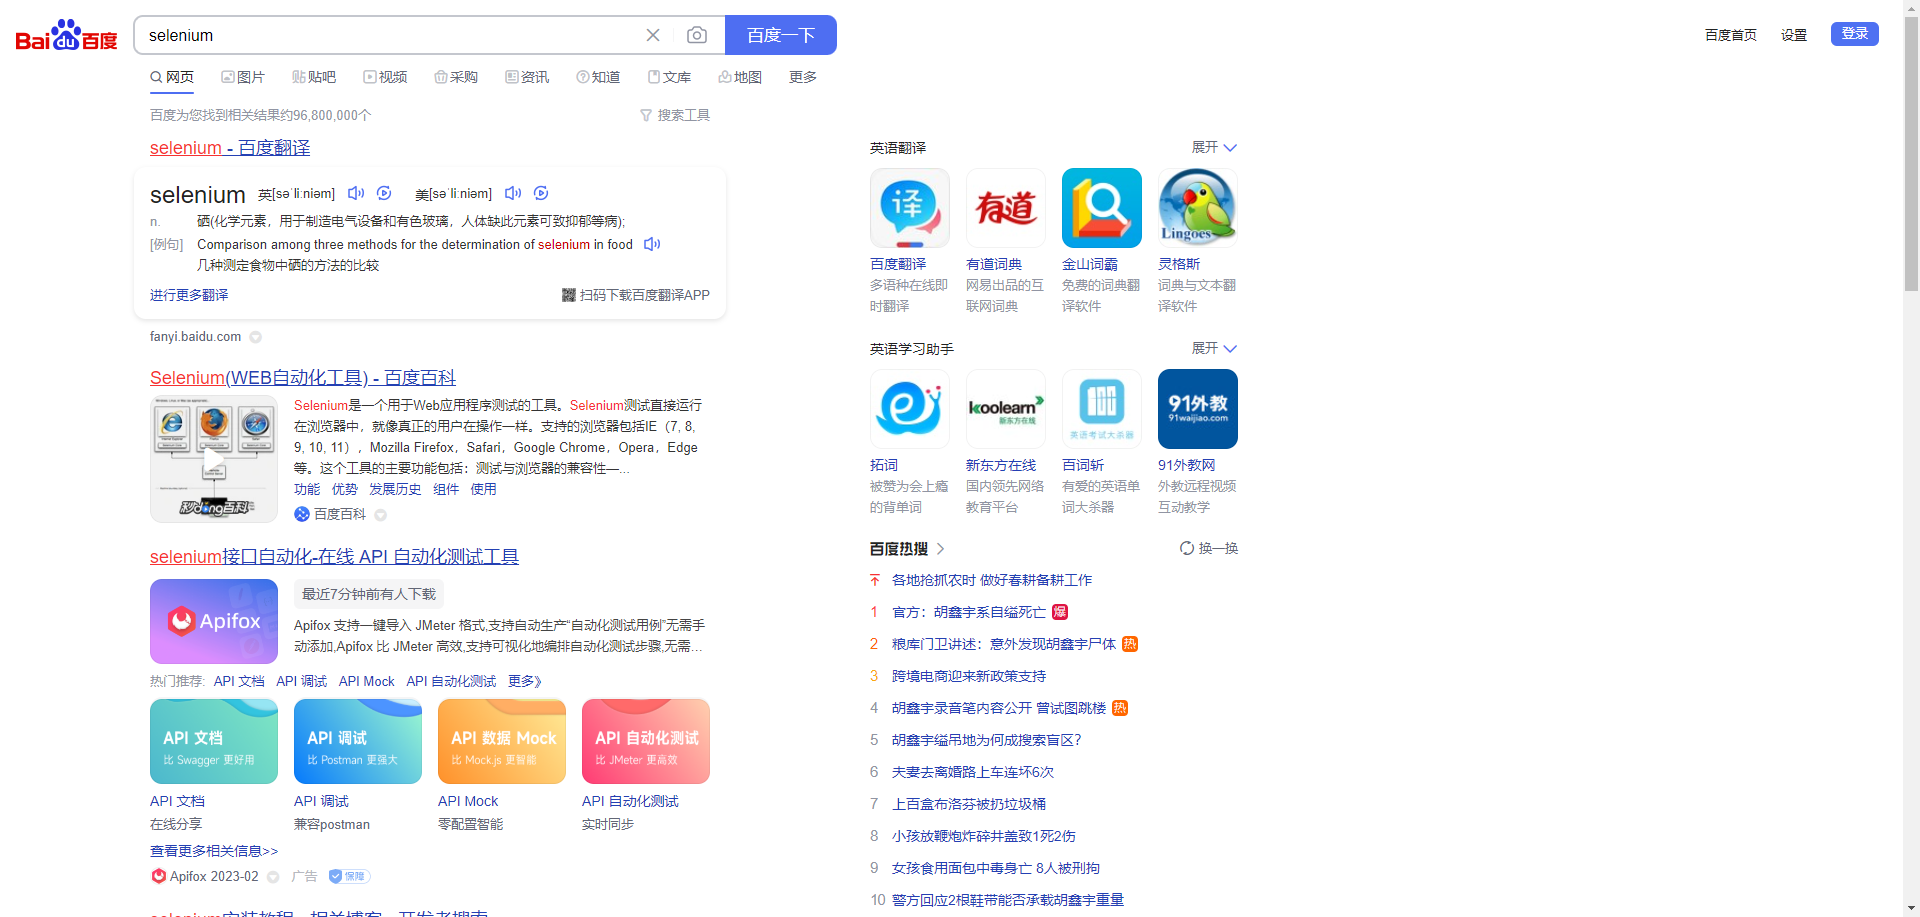 Bai du 百度
selenium
百度一下
百度首页 设置 登录
网页 图片 贴吧 视频 采购 资讯 知道 文库 地图 更多
百度为您找到相关结果约96,800,000个
搜索工具
selenium - 百度翻译
selenium 英[səˈliːniəm] 美[səˈliːniəm]
n. 硒(化学元素，用于制造电气设备和有色玻璃，人体缺此元素可致抑郁等病);
[例句] Comparison among three methods for the determination of selenium in food
几种测定食物中硒的方法的比较
进行更多翻译
扫码下载百度翻译APP
fanyi.baidu.com
Selenium(WEB自动化工具) - 百度百科
Selenium是一个用于Web应用程序测试的工具。Selenium测试直接运行
在浏览器中，就像真正的用户在操作一样。支持的浏览器包括IE（7, 8,
9, 10, 11），Mozilla Firefox，Safari，Google Chrome，Opera，Edge
等。这个工具的主要功能包括：测试与浏览器的兼容性—...
功能 优势 发展历史 组件 使用
秒dong百科
百度百科
selenium接口自动化-在线 API 自动化测试工具
Apifox
最近7分钟前有人下载
Apifox 支持一键导入 JMeter 格式,支持自动生产“自动化测试用例”无需手
动添加,Apifox 比 JMeter 高效,支持可视化地编排自动化测试步骤,无需...
热门推荐: API 文档 API 调试 API Mock API 自动化测试 更多》
API 文档
比 Swagger 更好用
API 调试
比 Postman 更强大
API 数据 Mock
比 Mock.js 更智能
API 自动化测试
比 JMeter 更高效
API 文档 API 调试 API Mock API 自动化测试
在线分享 兼容postman 零配置智能 实时同步
查看更多相关信息>>
Apifox 2023-02 广告 保障
selenium安装教程 - 相关博客 - 开发者搜索
英语翻译 展开
译
有道
Lingoes
百度翻译 有道词典 金山词霸 灵格斯
多语种在线即 网易出品的互 免费的词典翻 词典与文本翻
时翻译 联网词典 译软件 译软件
英语学习助手 展开
koolearn
新东方在线
英语考试大杀器
91外教
91waijiao.com
拓词 新东方在线 百词斩 91外教网
被赞为会上瘾 国内领先网络 有爱的英语单 外教远程视频
的背单词 教育平台 词大杀器 互动教学
百度热搜 换一换
各地抢抓农时 做好春耕备耕工作
1 官方：胡鑫宇系自缢死亡 爆
2 粮库门卫讲述：意外发现胡鑫宇尸体 热
3 跨境电商迎来新政策支持
4 胡鑫宇录音笔内容公开 曾试图跳楼 热
5 胡鑫宇缢吊地为何成搜索盲区？
6 夫妻去离婚路上车连坏6次
7 上百盒布洛芬被扔垃圾桶
8 小孩放鞭炮炸碎井盖致1死2伤
9 女孩食用面包中毒身亡 8人被刑拘
10 警方回应2根鞋带能否承载胡鑫宇重量